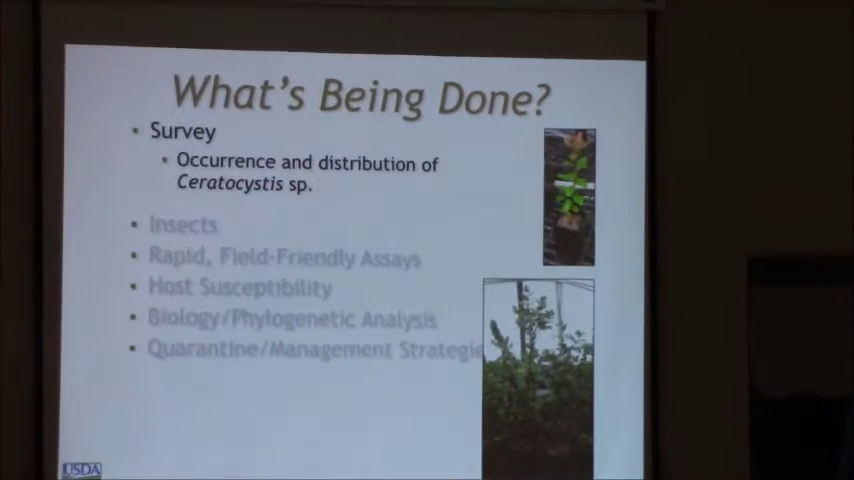 What's Being Done?
• Survey
• Occurrence and distribution of
Ceratocystis sp.
• Insects
• Rapid, Field-Friendly Assays
• Host Susceptibility
• Biology/Phylogenetic Analysis
• Quarantine/Management Strategie
USDA